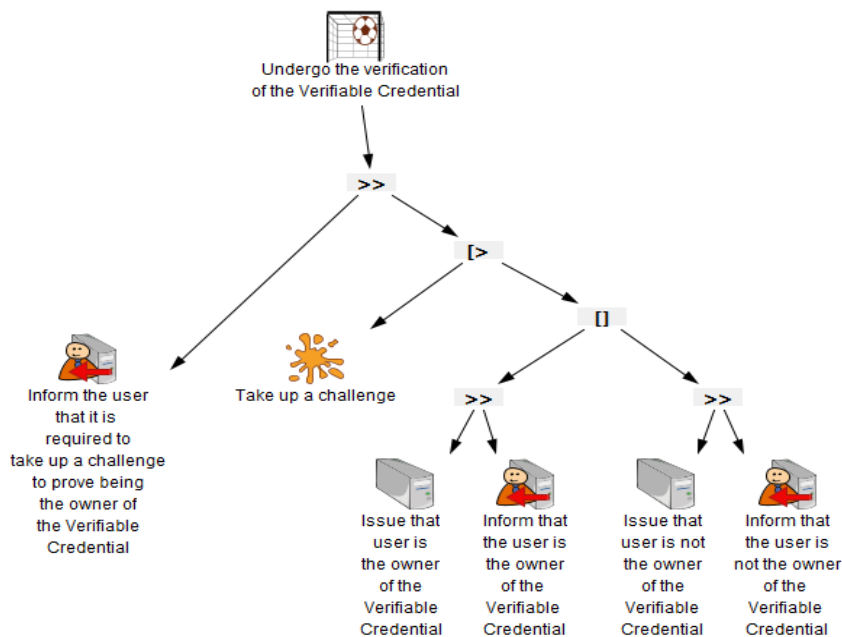 Undergo the verification
of the Verifiable Credential
>>
[>
[]
Inform the user
that it is
required to
take up a challenge
to prove being
the owner of
the Verifiable
Credential
Take up a challenge
>>
>>
Issue that
user is
the owner
of the
Verifiable
Credential
Inform that
the user is
the owner
of the
Verifiable
Credential
Issue that
user is not
the owner
of the
Verifiable
Credential
Inform that
the user is
not the owner
of the
Verifiable
Credential